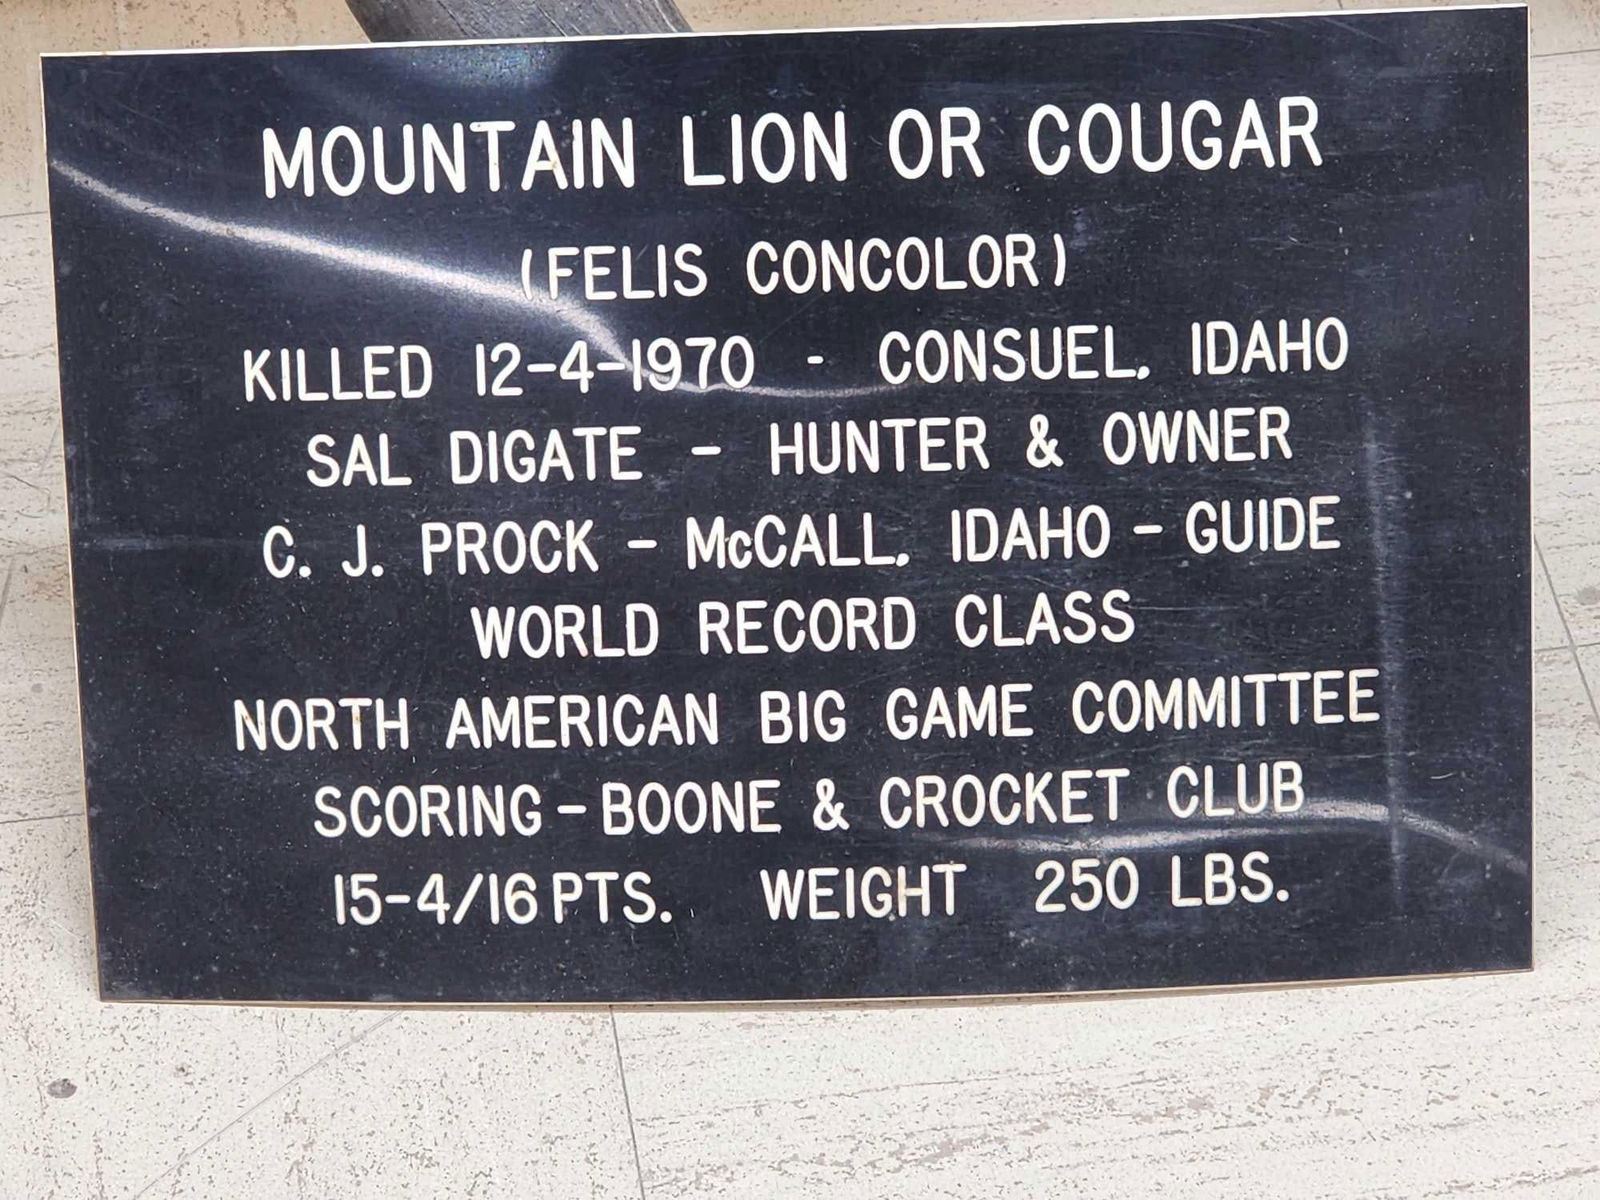 MOUNTAIN LION OR COUGAR
(FELIS CONCOLOR)
KILLED 12-4-1970 - CONSUEL, IDAHO
SAL DIGATE - HUNTER & OWNER
C. J. PROCK - McCALL, IDAHO - GUIDE
WORLD RECORD CLASS
NORTH AMERICAN BIG GAME COMMITTEE
SCORING - BOONE & CROCKET CLUB
15-4/16 PTS. WEIGHT 250 LBS.